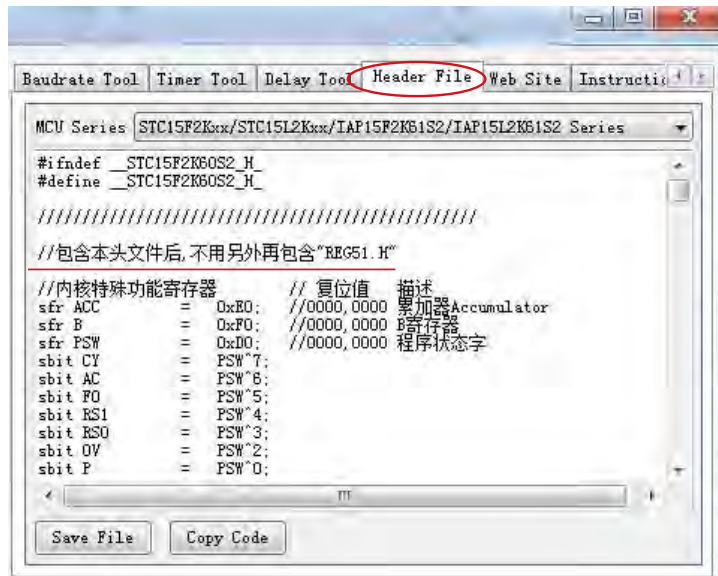 Baudrate Tool Timer Tool Delay Tool Header File Web Site Instructi
MCU Series STC15F2Kxx/STC15L2Kxx/IAP15F2K61S2/IAP15L2K61S2 Series
#ifndef __STC15F2K60S2_H_
#define __STC15F2K60S2_H_
/////////////////////////////////////////////////
//包含本头文件后,不用另外再包含"REG51.H"
//内核特殊功能寄存器 // 复位值 描述
sfr ACC = 0xE0; //0000,0000 累加器Accumulator
sfr B = 0xF0; //0000,0000 B寄存器
sfr PSW = 0xD0; //0000,0000 程序状态字
sbit CY = PSW^7;
sbit AC = PSW^6;
sbit F0 = PSW^5;
sbit RS1 = PSW^4;
sbit RS0 = PSW^3;
sbit OV = PSW^2;
sbit P = PSW^0;
Save File Copy Code